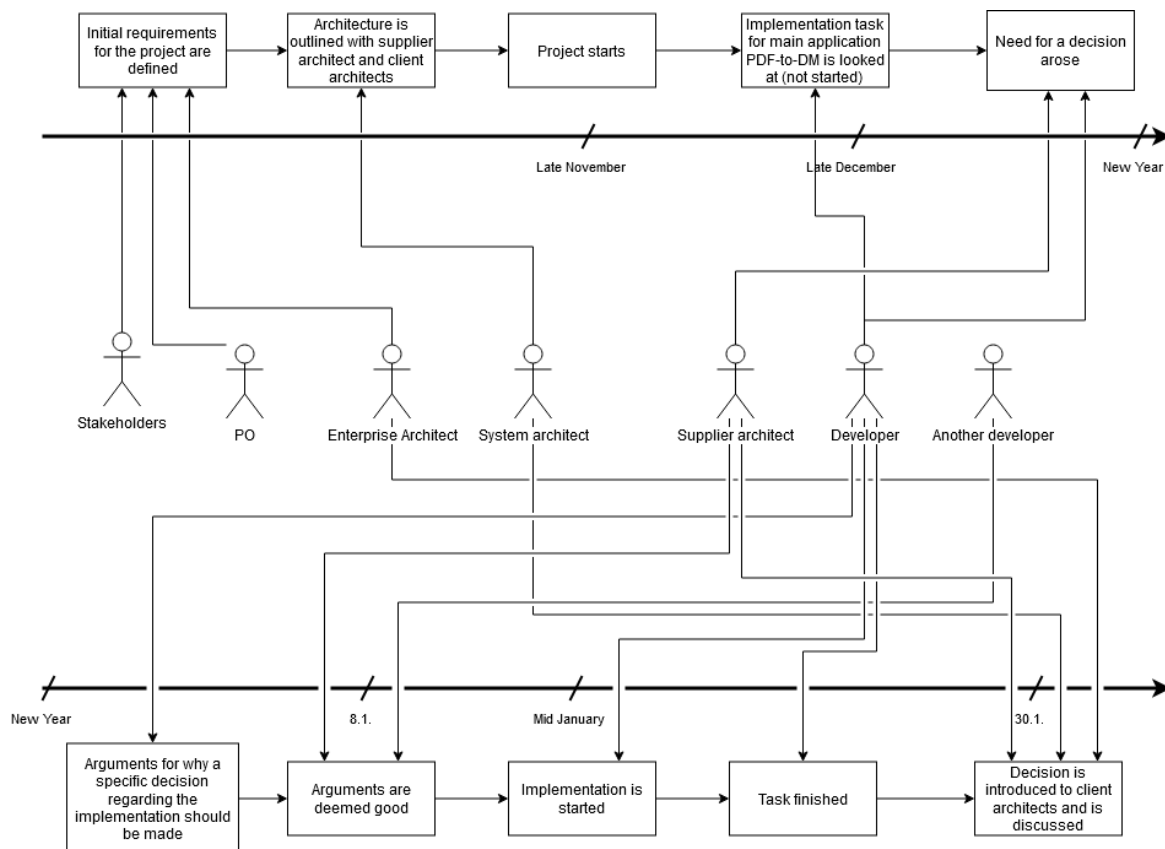 Initial requirements
for the project are
defined
Architecture is
outlined with supplier
architect and client
architects
Project starts
Implementation task
for main application
PDF-to-DM is looked
at (not started)
Need for a decision
arose
Late November
Late December
New Year
Stakeholders
PO
Enterprise Architect
System architect
Supplier architect
Developer
Another developer
New Year
8.1.
Mid January
30.1.
Arguments for why a
specific decision
regarding the
implementation should
be made
Arguments are
deemed good
Implementation is
started
Task finished
Decision is
introduced to client
architects and is
discussed